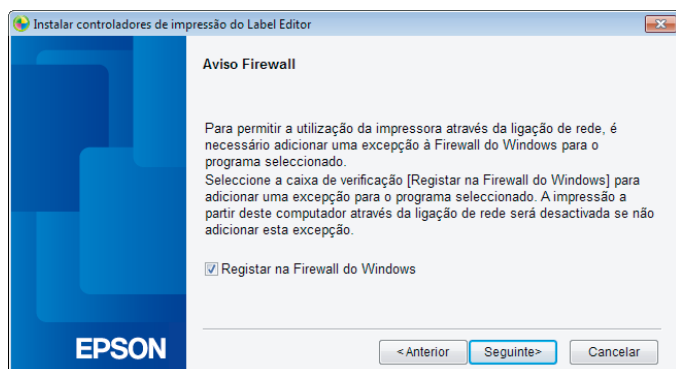 Instalar controladores de impressão do Label Editor
Aviso Firewall
Para permitir a utilização da impressora através da ligação de rede, é
necessário adicionar uma excepção à Firewall do Windows para o
programa seleccionado.
Seleccione a caixa de verificação [Registar na Firewall do Windows] para
adicionar uma excepção para o programa seleccionado. A impressão a
partir deste computador através da ligação de rede será desactivada se não
adicionar esta excepção.
Registar na Firewall do Windows
EPSON
<Anterior
Seguinte>
Cancelar